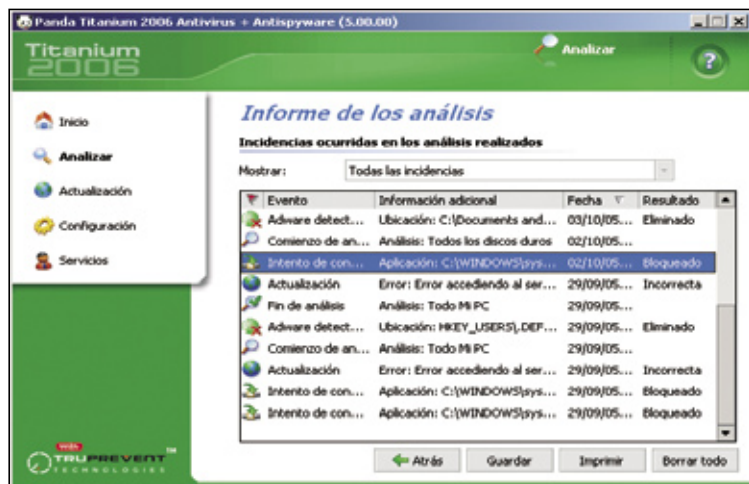 Panda Titanium 2006 Antivirus + Antispyware (5.00.00)
Titanium
2006
Analizar
?
Inicio
Analizar
Actualización
Configuración
Servicios
Informe de los análisis
Incidencias ocurridas en los análisis realizados
Mostrar: Todas las incidencias
Evento Información adicional Fecha Resultado
Adware detect... Ubicación: C:\Documents and... 03/10/05... Eliminado
Comienzo de an... Análisis: Todos los discos duros 02/10/05...
Intento de con... Aplicación: C:\WINDOWS\sys... 02/10/05... Bloqueado
Actualización Error: Error accediendo al ser... 29/09/05... Incorrecta
Fin de análisis Análisis: Todo Mi PC 29/09/05...
Adware detect... Ubicación: HKEY_USERS\.DEF... 29/09/05... Eliminado
Comienzo de an... Análisis: Todo Mi PC 29/09/05...
Actualización Error: Error accediendo al ser... 29/09/05... Incorrecta
Intento de con... Aplicación: C:\WINDOWS\sys... 29/09/05... Bloqueado
Intento de con... Aplicación: C:\WINDOWS\sys... 29/09/05... Bloqueado
With
TRUPREVENT™
TECHNOLOGIES
Atrás Guardar Imprimir Borrar todo